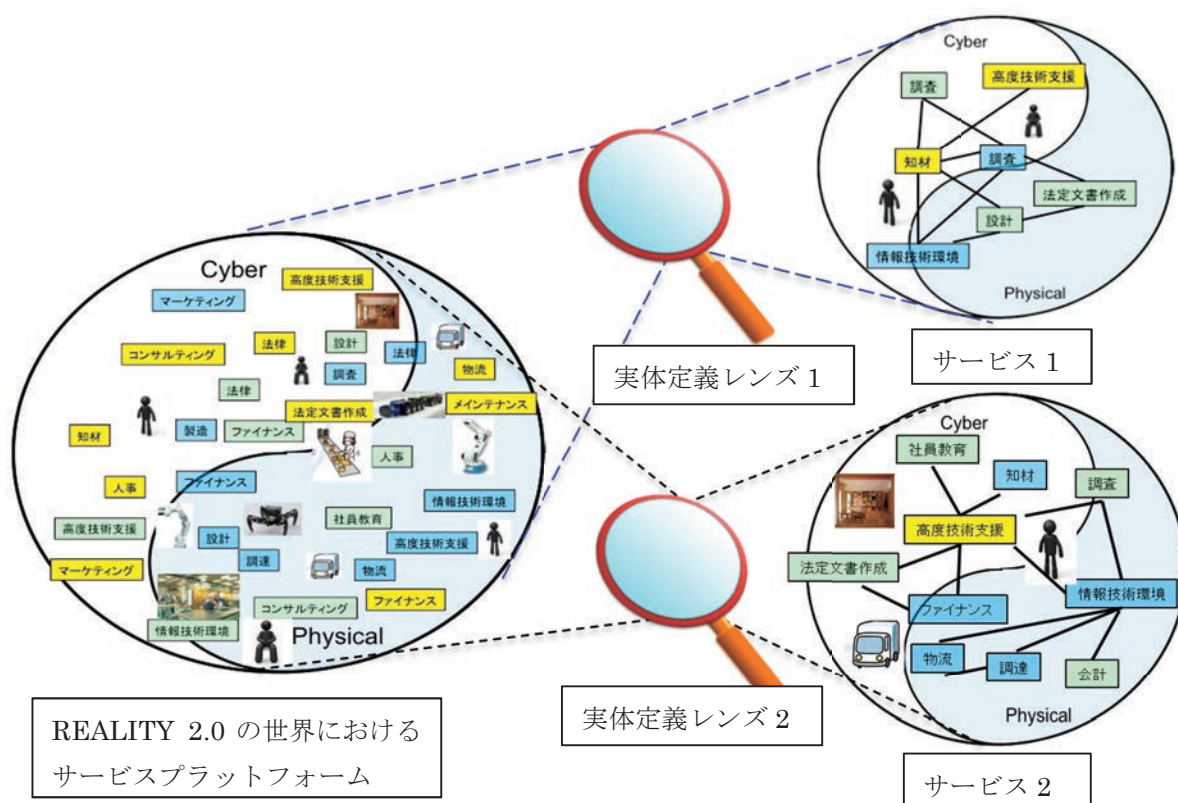 Cyber
高度技術支援
マーケティング
コンサルティング
法律
設計
法律
調査
物流
法律
法定文書作成
メインテナンス
知材
製造
ファイナンス
人事
人事
ファイナンス
情報技術環境
高度技術支援
設計
社員教育
高度技術支援
調達
物流
マーケティング
コンサルティング
ファイナンス
情報技術環境
Physical
REALITY 2.0 の世界における
サービスプラットフォーム
実体定義レンズ 1
Cyber
調査
高度技術支援
知材
調査
法定文書作成
設計
情報技術環境
Physical
サービス 1
実体定義レンズ 2
Cyber
社員教育
知材
調査
高度技術支援
法定文書作成
ファイナンス
情報技術環境
物流
調達
会計
Physical
サービス 2